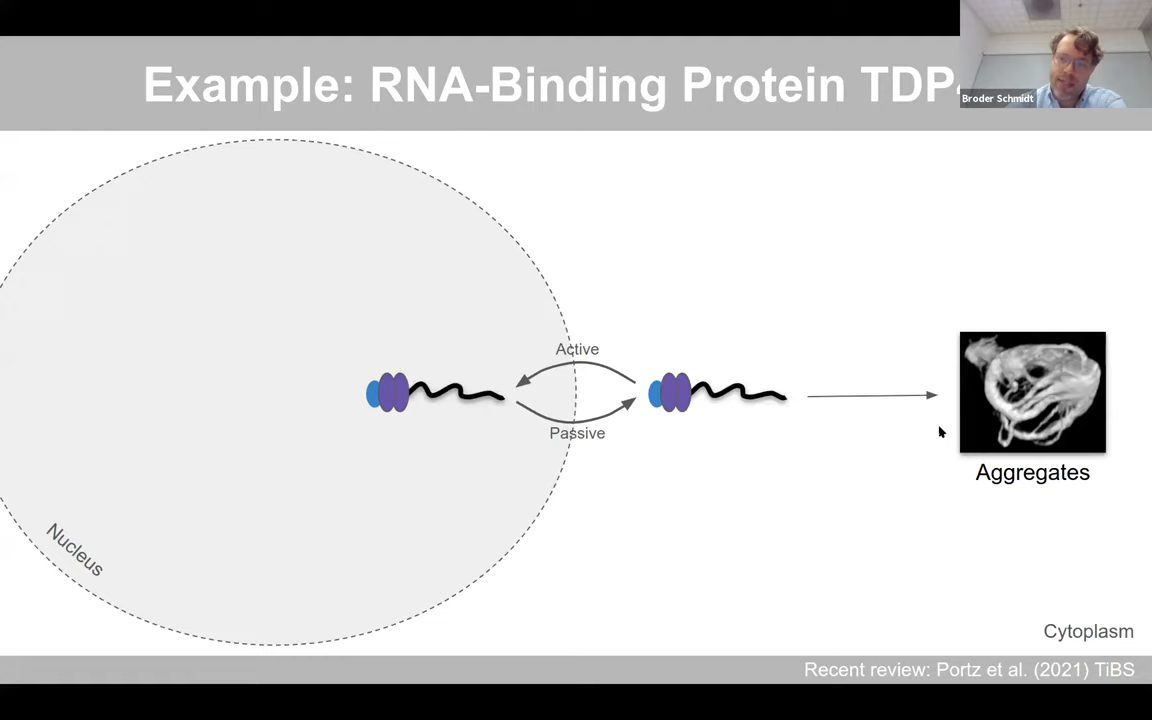 Example: RNA-Binding Protein TDP
Broder Schmidt
Active
Passive
Aggregates
Nucleus
Cytoplasm
Recent review: Portz et al. (2021) TiBS